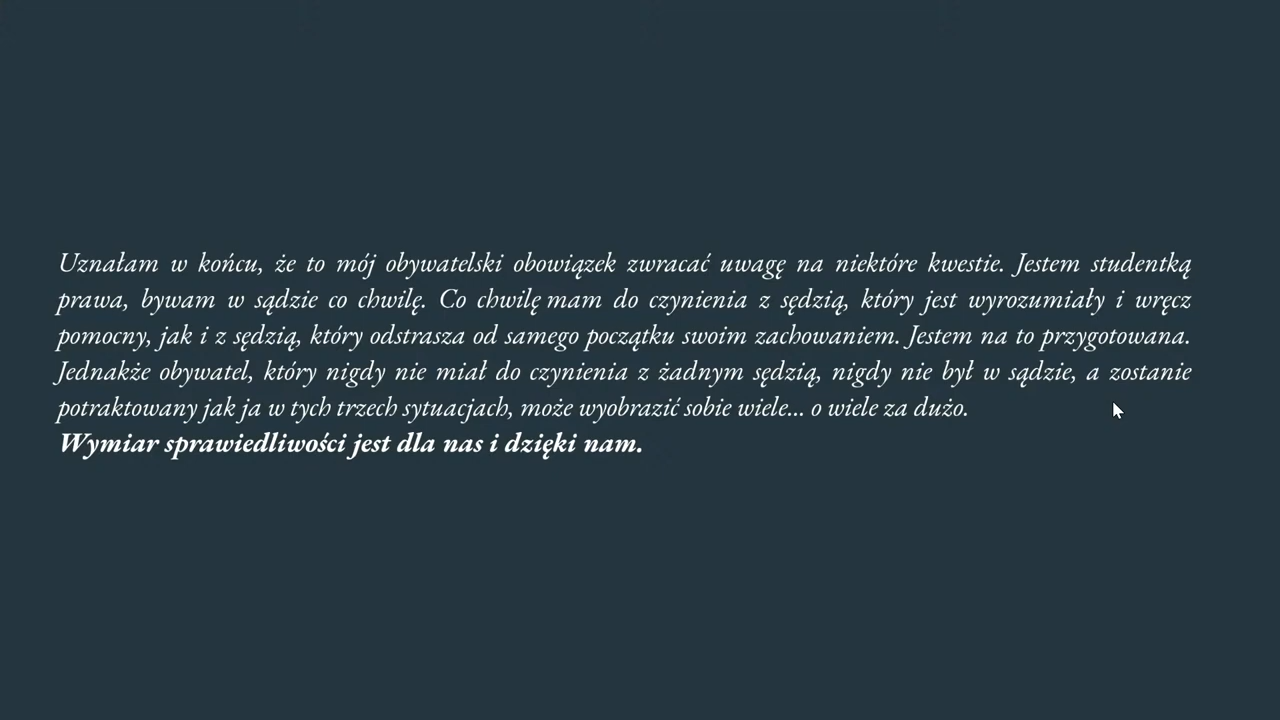 Uznałam w końcu, że to mój obywatelski obowiązek zwracać uwagę na niektóre kwestie. Jestem studentką
prawa, bywam w sądzie co chwilę. Co chwilę mam do czynienia z sędzią, który jest wyrozumiały i wręcz
pomocny, jak i z sędzią, który odstrasza od samego początku swoim zachowaniem. Jestem na to przygotowana.
Jednakże obywatel, który nigdy nie miał do czynienia z żadnym sędzią, nigdy nie był w sądzie, a zostanie
potraktowany jak ja w tych trzech sytuacjach, może wyobrazić sobie wiele... o wiele za dużo.
Wymiar sprawiedliwości jest dla nas i dzięki nam.